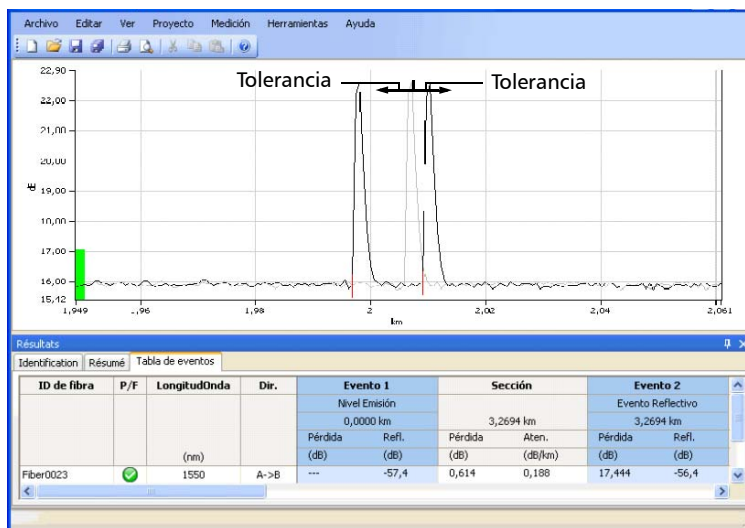 Archivo Editar Ver Proyecto Medición Herramientas Ayuda
22,90
22,00
21,00
20,00
19,00
10,00
17,00
16,00
15,42
dE
Tolerancia
Tolerancia
1,949 :,96 1,98 2 2,02 2,04 2,061
km
Résultats
Identification Résumé Tabla de eventos
ID de fibra P/F LongitudOnda Dir. Evento 1 Sección Evento 2
Nivel Emisión Evento Reflectivo
0,0000 km 3,2694 km 3,2694 km
Pérdida Refl. Pérdida Aten. Pérdida Refl.
(nm) (dB) (dB) (dB) (dB/km) (dB) (dB)
Fiber0023 1550 A->B --- -57,4 0,614 0,188 17,444 -56,4